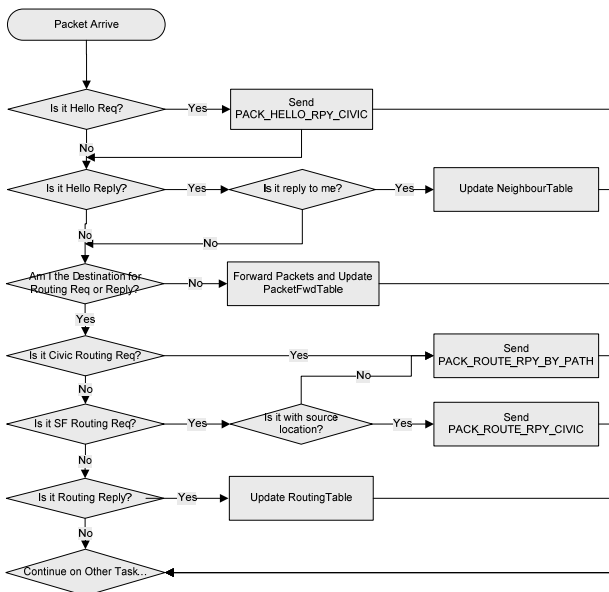 Packet Arrive
Is it Hello Req?
Yes
Send
PACK_HELLO_RPY_CIVIC
No
Is it Hello Reply?
Yes
Is it reply to me?
Yes
Update NeighbourTable
No
No
Am I the Destination for
Routing Req or Reply?
No
Forward Packets and Update
PacketFwdTable
Yes
Is it Civic Routing Req?
Yes
Send
PACK_ROUTE_RPY_BY_PATH
No
No
Is it SF Routing Req?
Yes
Is it with source
location?
Yes
Send
PACK_ROUTE_RPY_CIVIC
No
Is it Routing Reply?
Yes
Update RoutingTable
No
Continue on Other Task...